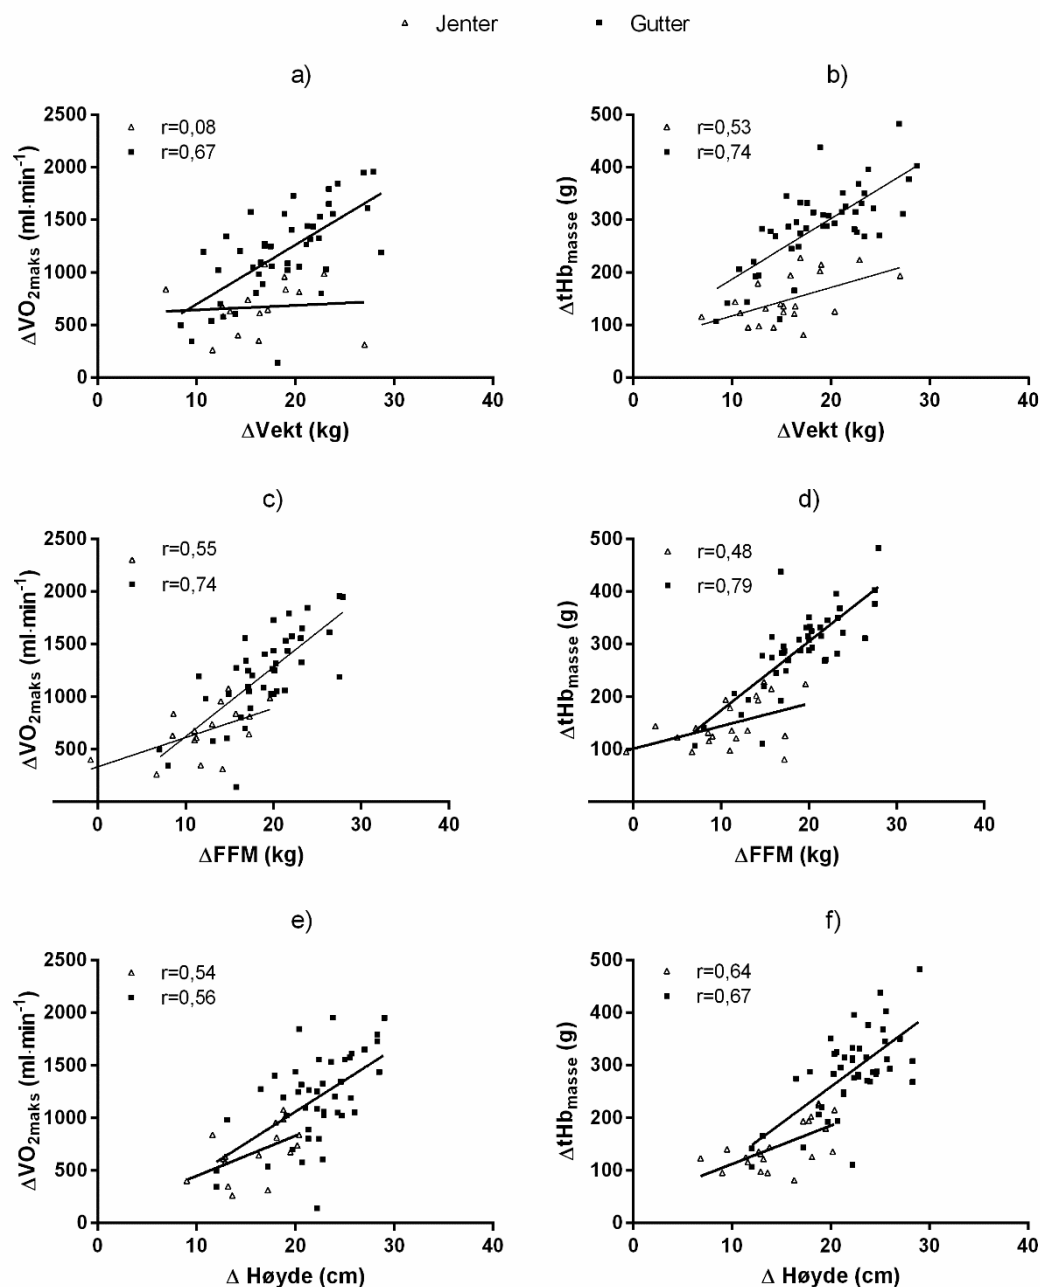 △ Jenter ■ Gutter
a)
△ r=0,08
■ r=0,67
ΔVO2maks (ml·min⁻¹)
2500
2000
1500
1000
500
0
0 10 20 30 40
ΔVekt (kg)
b)
△ r=0,53
■ r=0,74
ΔtHbmasse (g)
500
400
300
200
100
0
0 10 20 30 40
ΔVekt (kg)
c)
△ r=0,55
■ r=0,74
ΔVO2maks (ml·min⁻¹)
2500
2000
1500
1000
500
0 10 20 30 40
ΔFFM (kg)
d)
△ r=0,48
■ r=0,79
ΔtHbmasse (g)
500
400
300
200
100
0 10 20 30 40
ΔFFM (kg)
e)
△ r=0,54
■ r=0,56
ΔVO2maks (ml·min⁻¹)
2500
2000
1500
1000
500
0
0 10 20 30 40
Δ Høyde (cm)
f)
△ r=0,64
■ r=0,67
ΔtHbmasse (g)
500
400
300
200
100
0
0 10 20 30 40
Δ Høyde (cm)